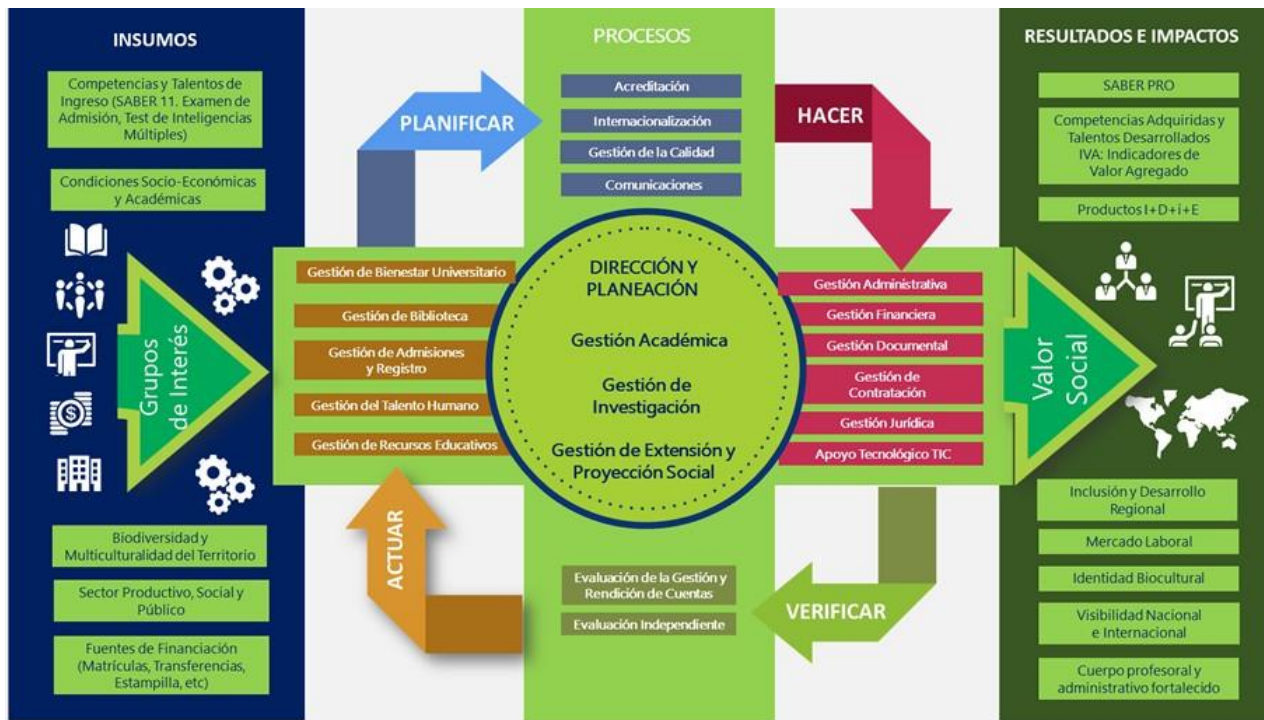 INSUMOS
Competencias y Talentos de
Ingreso (SABER 11. Examen de
Admisión, Test de Inteligencias
Múltiples)
Condiciones Socio-Económicas
y Académicas
Grupos
de Interés
Biodiversidad y
Multiculturalidad del Territorio
Sector Productivo, Social y
Público
Fuentes de Financiación
(Matrículas, Transferencias,
Estampilla, etc)
PLANIFICAR
Gestión de Bienestar Universitario
Gestión de Biblioteca
Gestión de Admisiones
y Registro
Gestión del Talento Humano
Gestión de Recursos Educativos
ACTUAR
PROCESOS
Acreditación
Internacionalización
Gestión de la Calidad
Comunicaciones
DIRECCIÓN Y
PLANEACIÓN
Gestión Académica
Gestión de
Investigación
Gestión de Extensión y
Proyección Social
Evaluación de la Gestión y
Rendición de Cuentas
Evaluación Independiente
HACER
Gestión Administrativa
Gestión Financiera
Gestión Documental
Gestión de
Contratación
Gestión Jurídica
Apoyo Tecnológico TIC
VERIFICAR
RESULTADOS E IMPACTOS
SABER PRO
Competencias Adquiridas y
Talentos Desarrollados
IVA: Indicadores de
Valor Agregado
Productos I+D+i+E
Valor
Social
Inclusión y Desarrollo
Regional
Mercado Laboral
Identidad Biocultural
Visibilidad Nacional
e Internacional
Cuerpo profesoral y
administrativo fortalecido